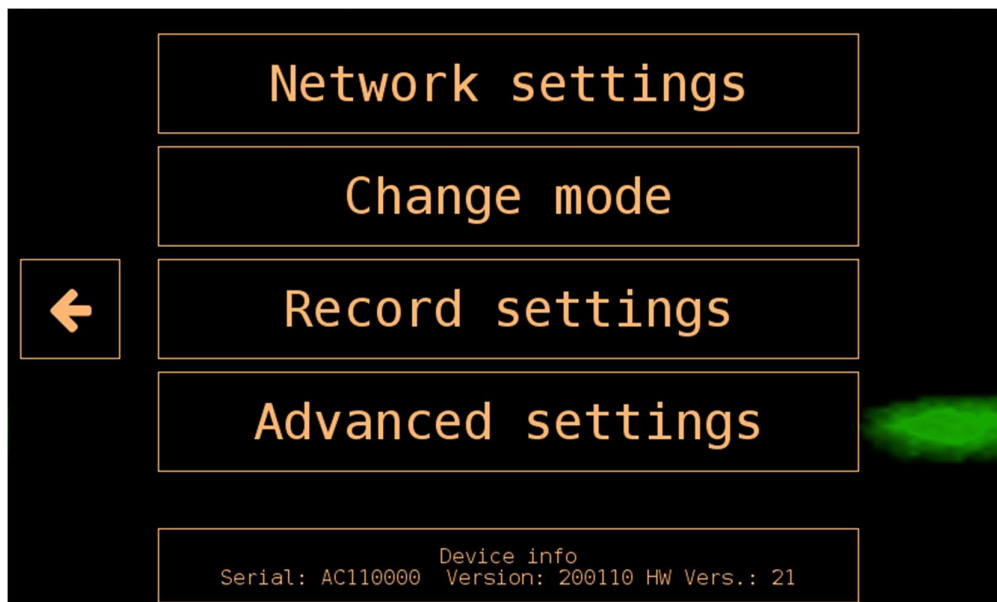 Network settings
Change mode
Record settings
Advanced settings
Device info
Serial: AC110000  Version: 200110 HW Vers.: 21